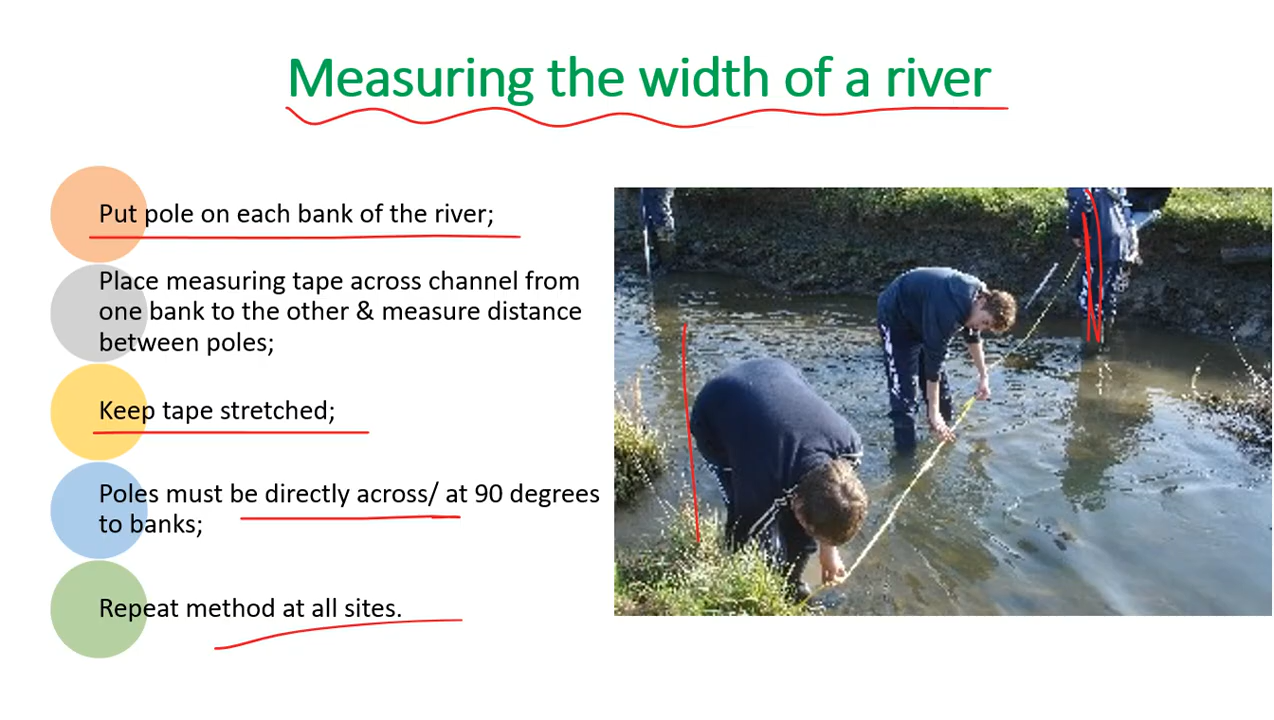 Measuring the width of a river
Put pole on each bank of the river;
Place measuring tape across channel from
one bank to the other & measure distance
between poles;
Keep tape stretched;
Poles must be directly across/ at 90 degrees
to banks;
Repeat method at all sites.